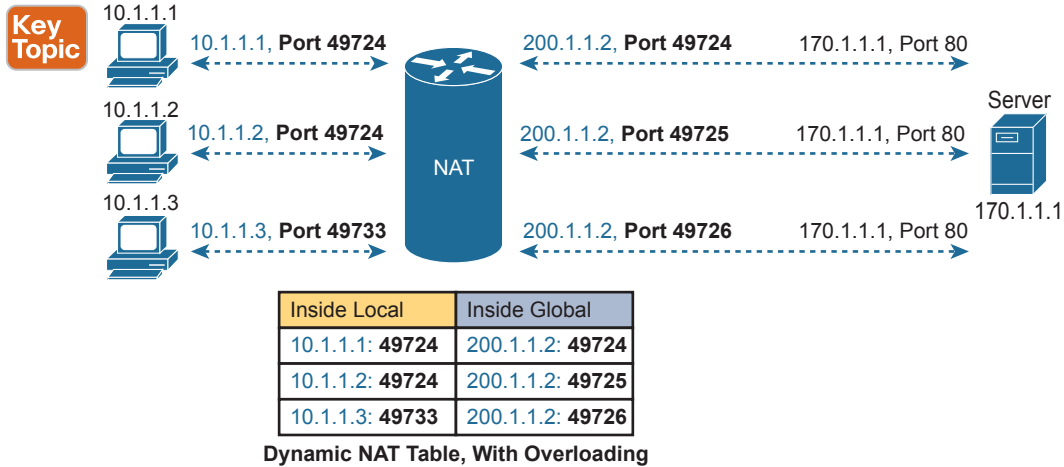 Key
Topic
10.1.1.1
10.1.1.1, Port 49724
200.1.1.2, Port 49724
170.1.1.1, Port 80
10.1.1.2
10.1.1.2, Port 49724
NAT
200.1.1.2, Port 49725
170.1.1.1, Port 80
Server
170.1.1.1
10.1.1.3
10.1.1.3, Port 49733
200.1.1.2, Port 49726
170.1.1.1, Port 80
Inside Local
Inside Global
10.1.1.1: 49724
200.1.1.2: 49724
10.1.1.2: 49724
200.1.1.2: 49725
10.1.1.3: 49733
200.1.1.2: 49726
Dynamic NAT Table, With Overloading